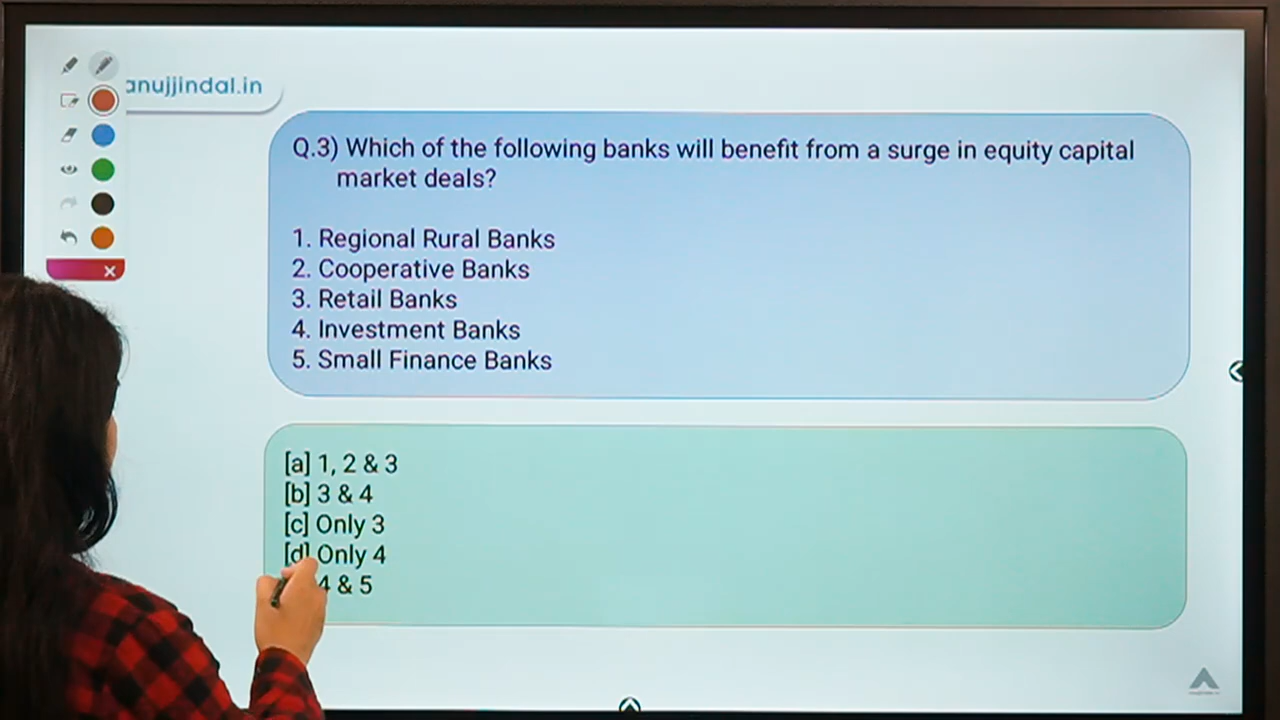 anujjindal.in
Q.3) Which of the following banks will benefit from a surge in equity capital
market deals?
1. Regional Rural Banks
2. Cooperative Banks
3. Retail Banks
4. Investment Banks
5. Small Finance Banks
[a] 1, 2 & 3
[b] 3 & 4
[c] Only 3
[d] Only 4
4 & 5